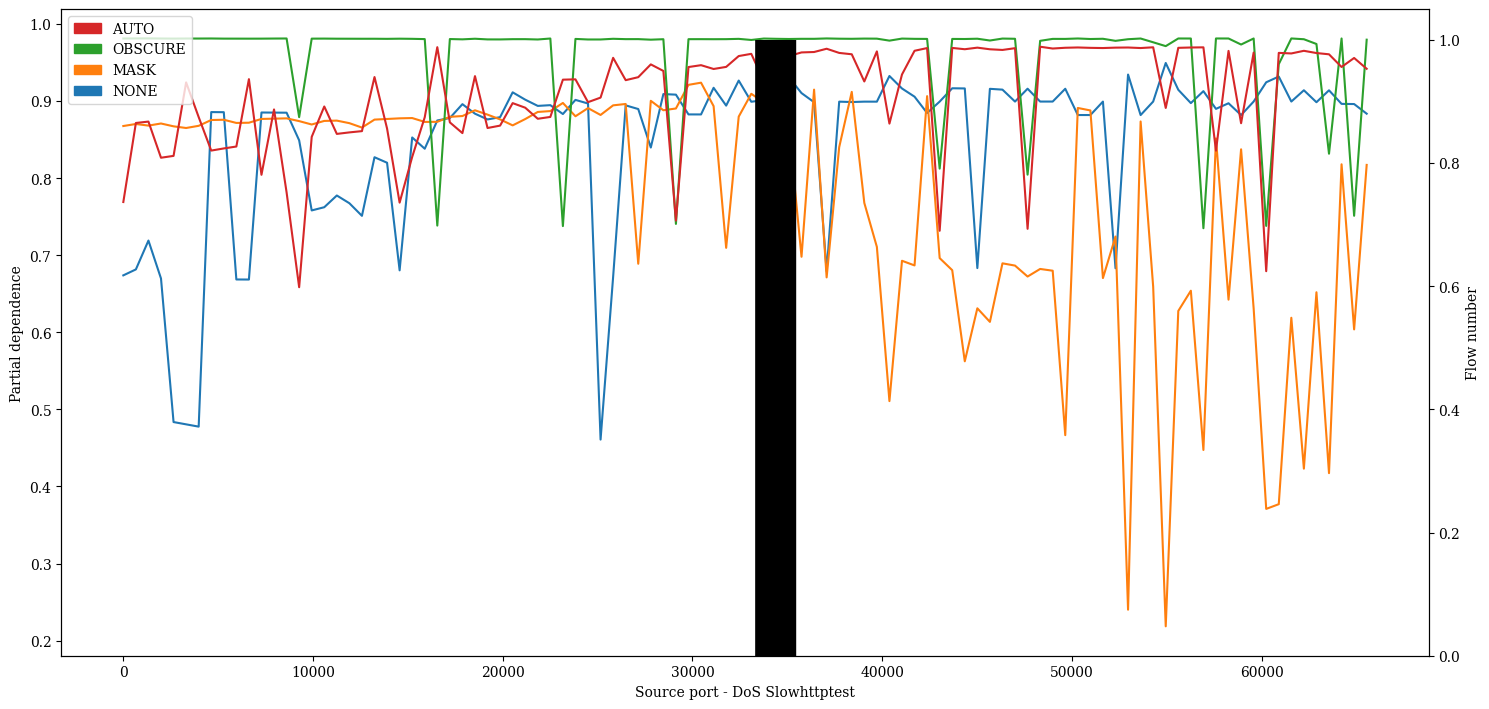 AUTO
OBSCURE
MASK
NONE
1.0
0.9
0.8
0.7
0.6
0.5
0.4
0.3
0.2
Partial dependence
1.0
0.8
0.6
0.4
0.2
0.0
Flow number
0 10000 20000 30000 40000 50000 60000
Source port - DoS Slowhttptest